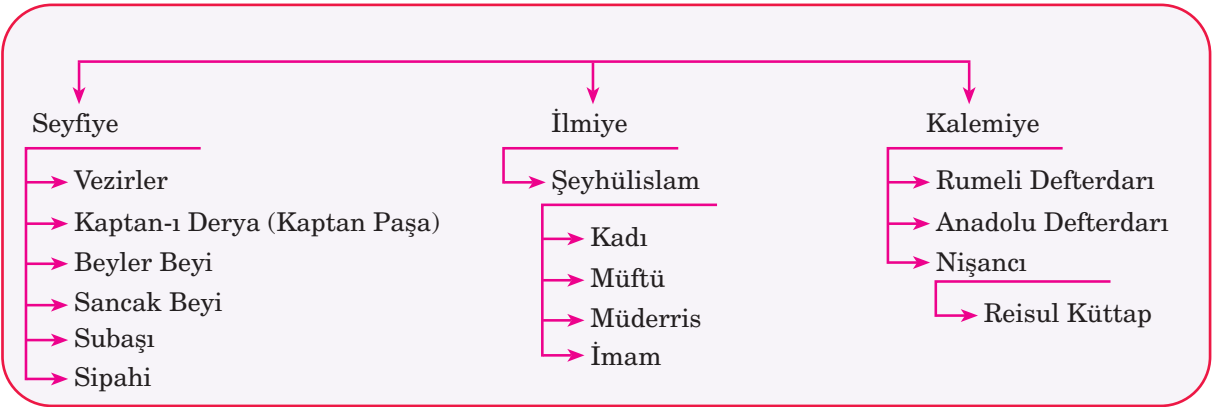 Seyfiye
Vezirler
Kaptan-ı Derya (Kaptan Paşa)
Beyler Beyi
Sancak Beyi
Subaşı
Sipahi
İlmiye
Şeyhülislam
Kadı
Müftü
Müderris
İmam
Kalemiye
Rumeli Defterdarı
Anadolu Defterdarı
Nişancı
Reisul Küttap